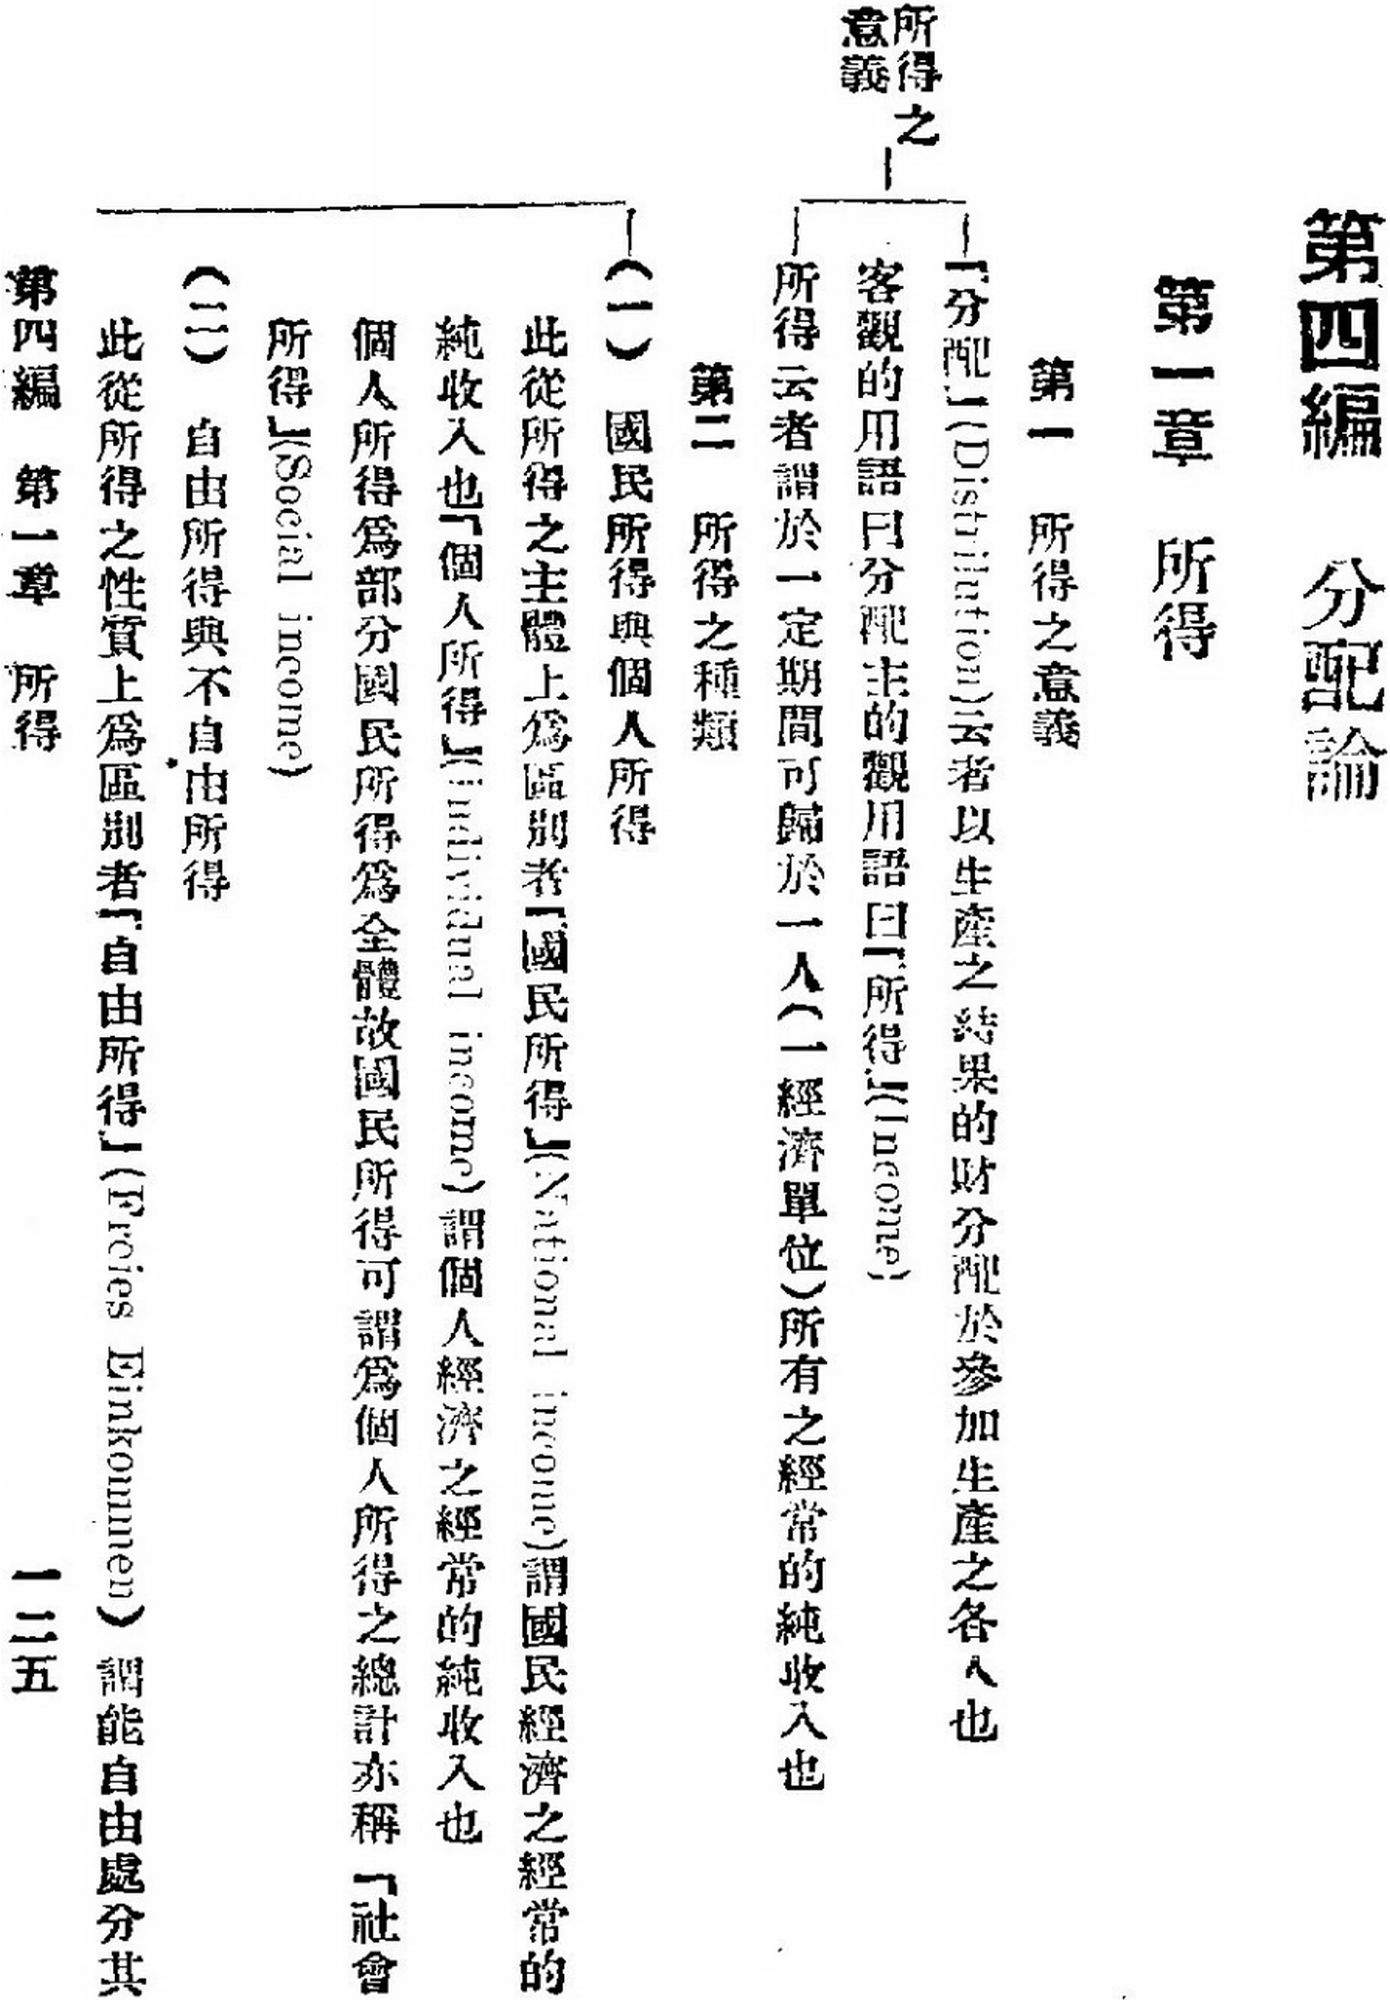 第四編　分配論
第一章　所得
第一　所得之意義
所得之
意義
「分配」(Distribution)云者以生產之結果的財分配於參加生產之各人也
客觀的用語曰分配主的觀用語曰「所得」(Income)
所得云者謂於一定期間可歸於一人(一經濟單位)所有之經常的純收入也
第二　所得之種類
(一)　國民所得與個人所得
此從所得之主體上爲區別者「國民所得」(National income)謂國民經濟之經常的
純收入也「個人所得」(Individual income)謂個人經濟之經常的純收入也
個人所得爲部分國民所得爲全體故國民所得可謂爲個人所得之總計亦稱「社會
所得」(Social income)
(二)　自由所得與不自由所得
此從所得之性質上爲區別者「自由所得」(Freies Einkommen)謂能自由處分其
第四編　第一章　所得　一二五